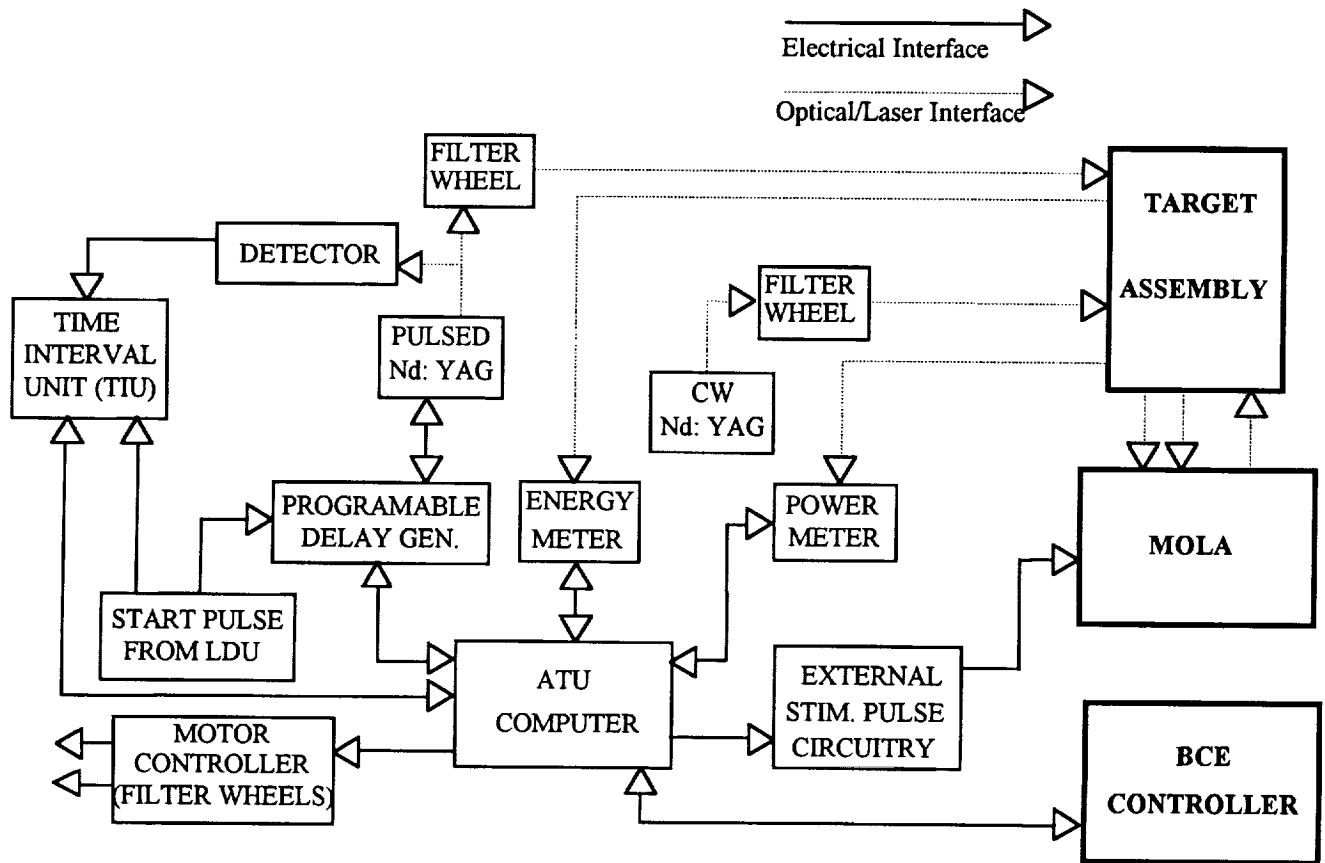 Electrical Interface
Optical/Laser Interface
FILTER
WHEEL
TARGET
ASSEMBLY
DETECTOR
FILTER
WHEEL
TIME
INTERVAL
UNIT (TIU)
PULSED
Nd: YAG
CW
Nd: YAG
PROGRAMABLE
DELAY GEN.
ENERGY
METER
POWER
METER
MOLA
START PULSE
FROM LDU
ATU
COMPUTER
EXTERNAL
STIM. PULSE
CIRCUITRY
MOTOR
CONTROLLER
(FILTER WHEELS)
BCE
CONTROLLER